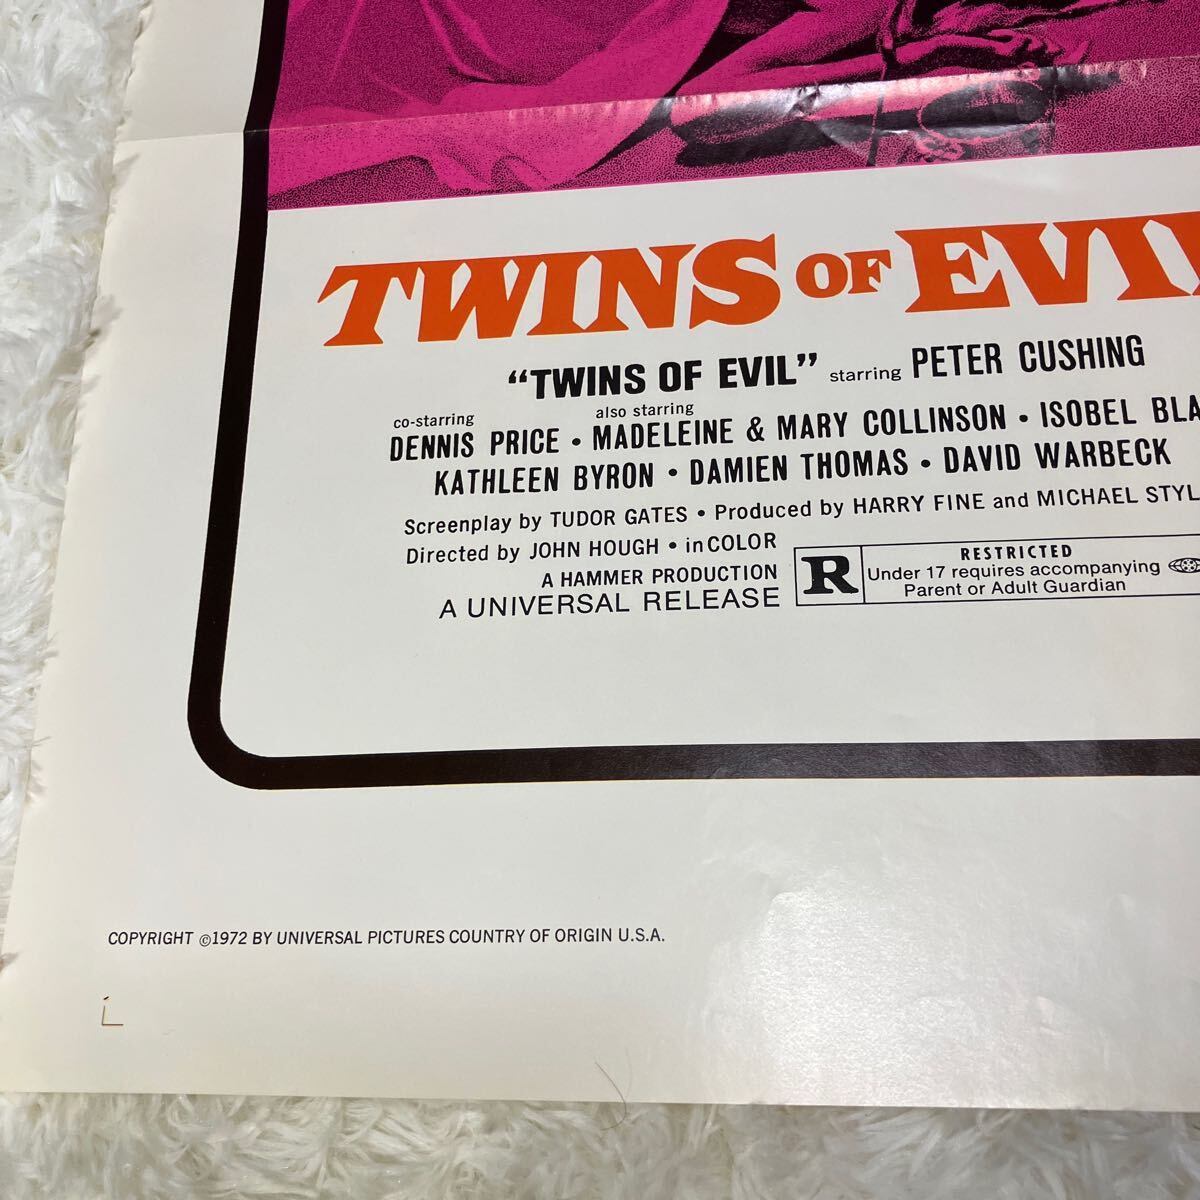 TWINS OF EVIL
“TWINS OF EVIL” starring PETER CUSHING
co-starring also starring
DENNIS PRICE • MADELEINE & MARY COLLINSON • ISOBEL BLA
KATHLEEN BYRON • DAMIEN THOMAS • DAVID WARBECK
Screenplay by TUDOR GATES • Produced by HARRY FINE and MICHAEL STYL
Directed by JOHN HOUGH • in COLOR
A HAMMER PRODUCTION
A UNIVERSAL RELEASE
R RESTRICTED
Under 17 requires accompanying
Parent or Adult Guardian
COPYRIGHT ©1972 BY UNIVERSAL PICTURES COUNTRY OF ORIGIN U.S.A.